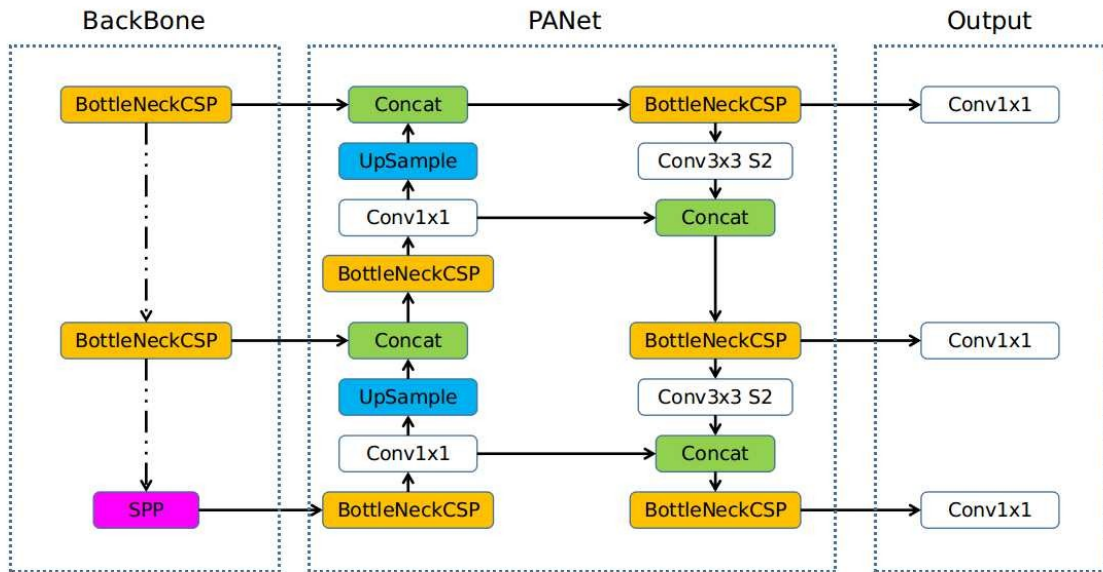 BackBone PANet Output
BottleNeckCSP Concat BottleNeckCSP Conv1x1
UpSample Conv3x3 S2
Conv1x1 Concat
BottleNeckCSP
BottleNeckCSP Concat BottleNeckCSP Conv1x1
UpSample Conv3x3 S2
Conv1x1 Concat
SPP BottleNeckCSP BottleNeckCSP Conv1x1